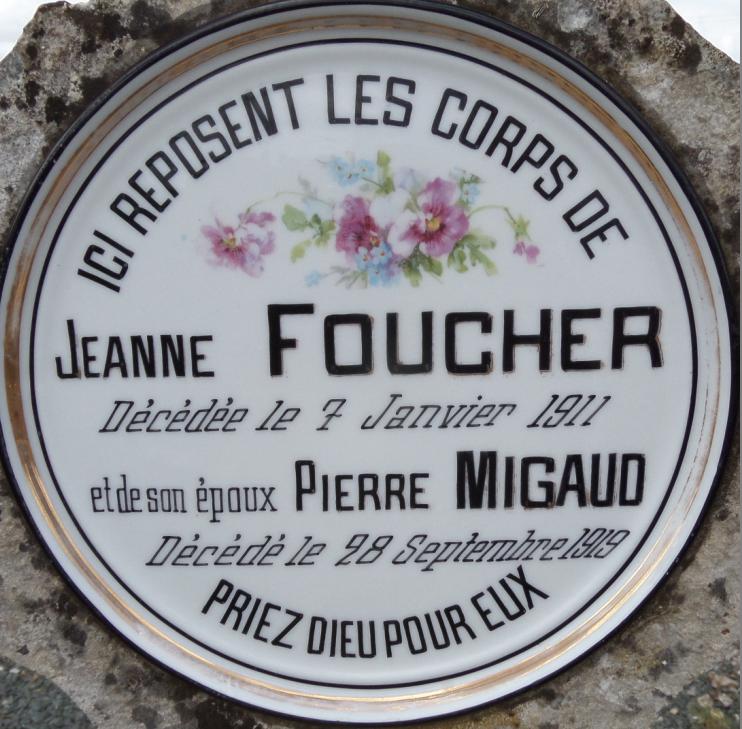 ICI REPOSENT LES CORPS DE
JEANNE FOUCHER
Décédée le 7 Janvier 1911
et de son époux PIERRE MIGAUD
Décédé le 28 Septembre 1919
PRIEZ DIEU POUR EUX